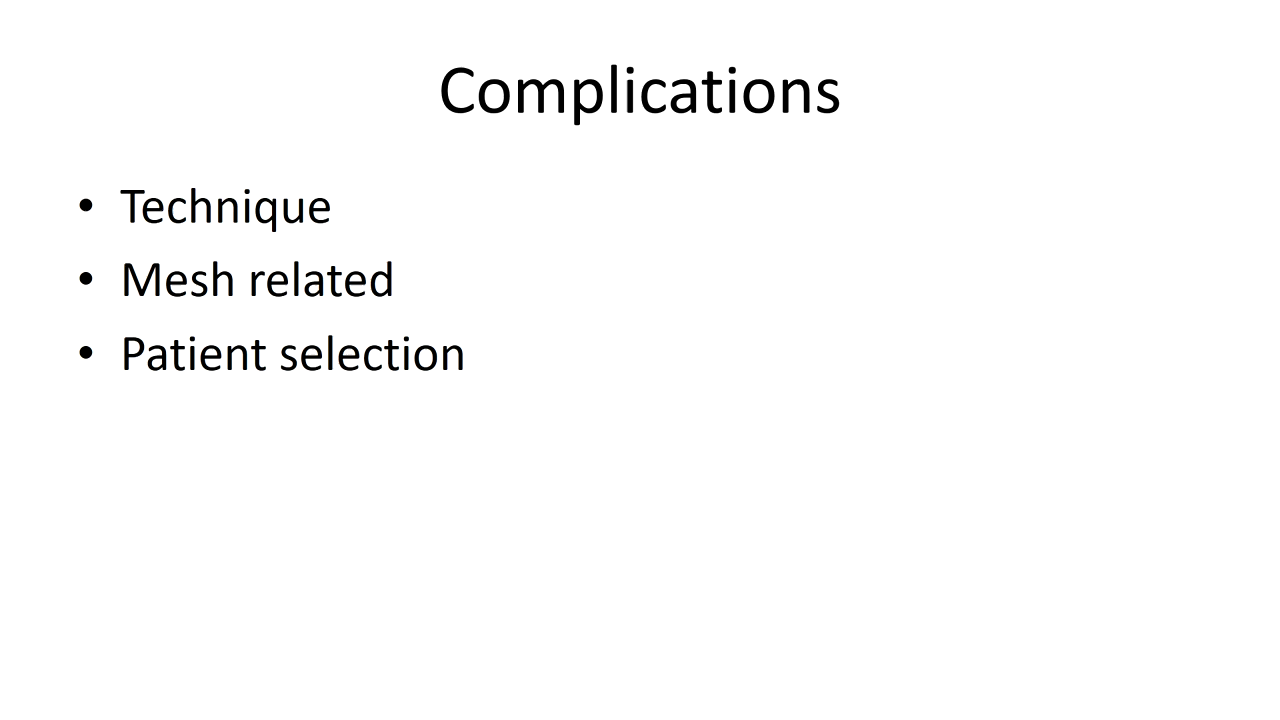 Complications
• Technique
• Mesh related
• Patient selection